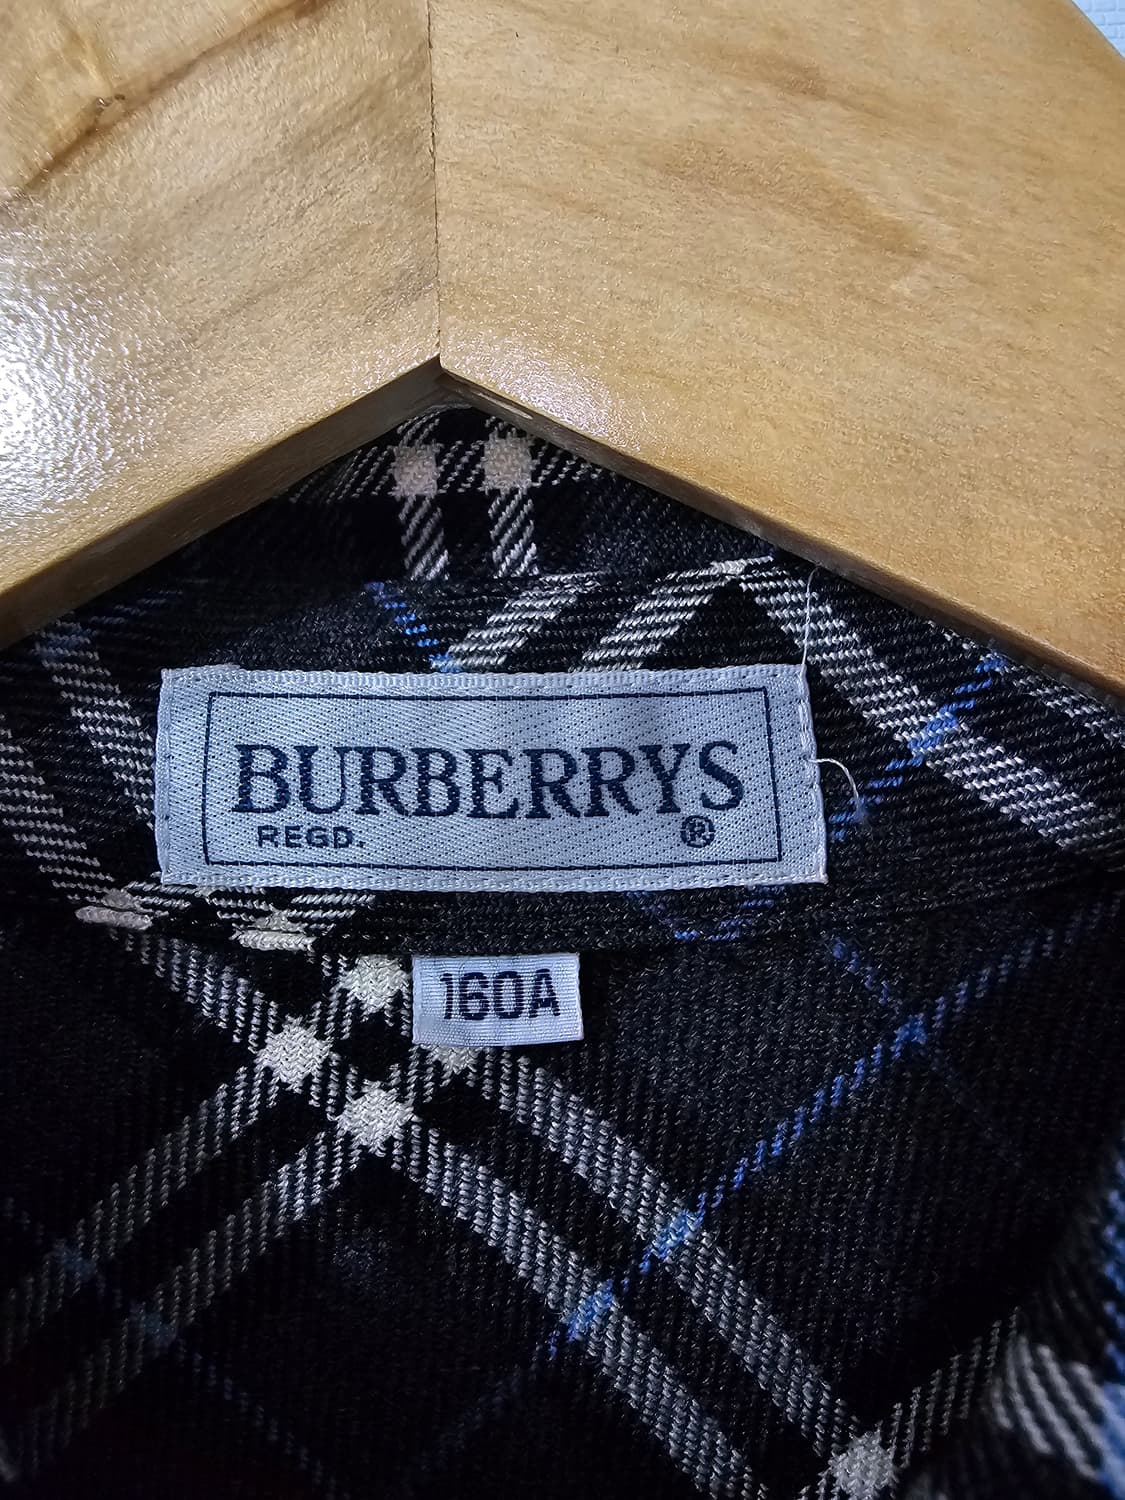 BURBERRYS
REGD. ®
160A